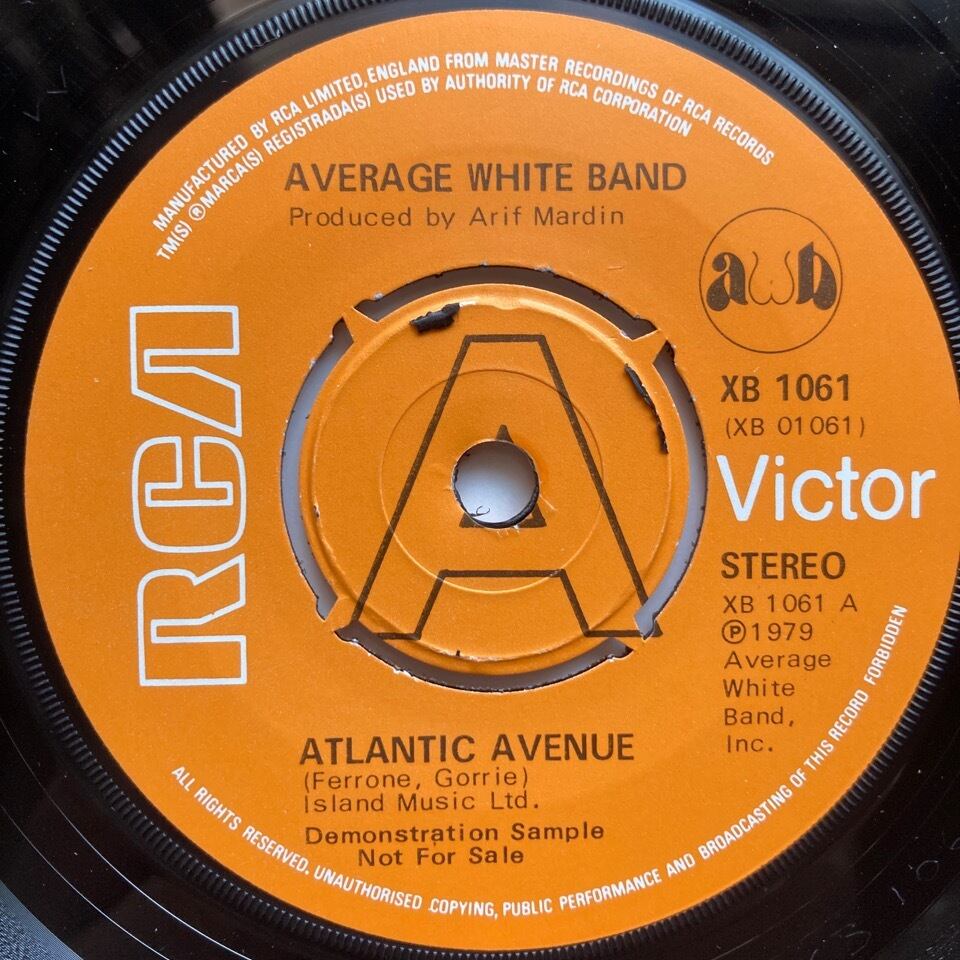 MANUFACTURED BY RCA LIMITED, ENGLAND FROM MASTER RECORDINGS OF RCA RECORDS
TM(S) ® MARCA(S) REGISTRADA(S) USED BY AUTHORITY OF RCA CORPORATION
AVERAGE WHITE BAND
Produced by Arif Mardin
awb
RCA
A
XB 1061
(XB 01061)
Victor
STEREO
XB 1061 A
℗1979
Average
White
Band,
Inc.
ATLANTIC AVENUE
(Ferrone, Gorrie)
Island Music Ltd.
Demonstration Sample
Not For Sale
ALL RIGHTS RESERVED. UNAUTHORISED COPYING, PUBLIC PERFORMANCE AND BROADCASTING OF THIS RECORD FORBIDDEN